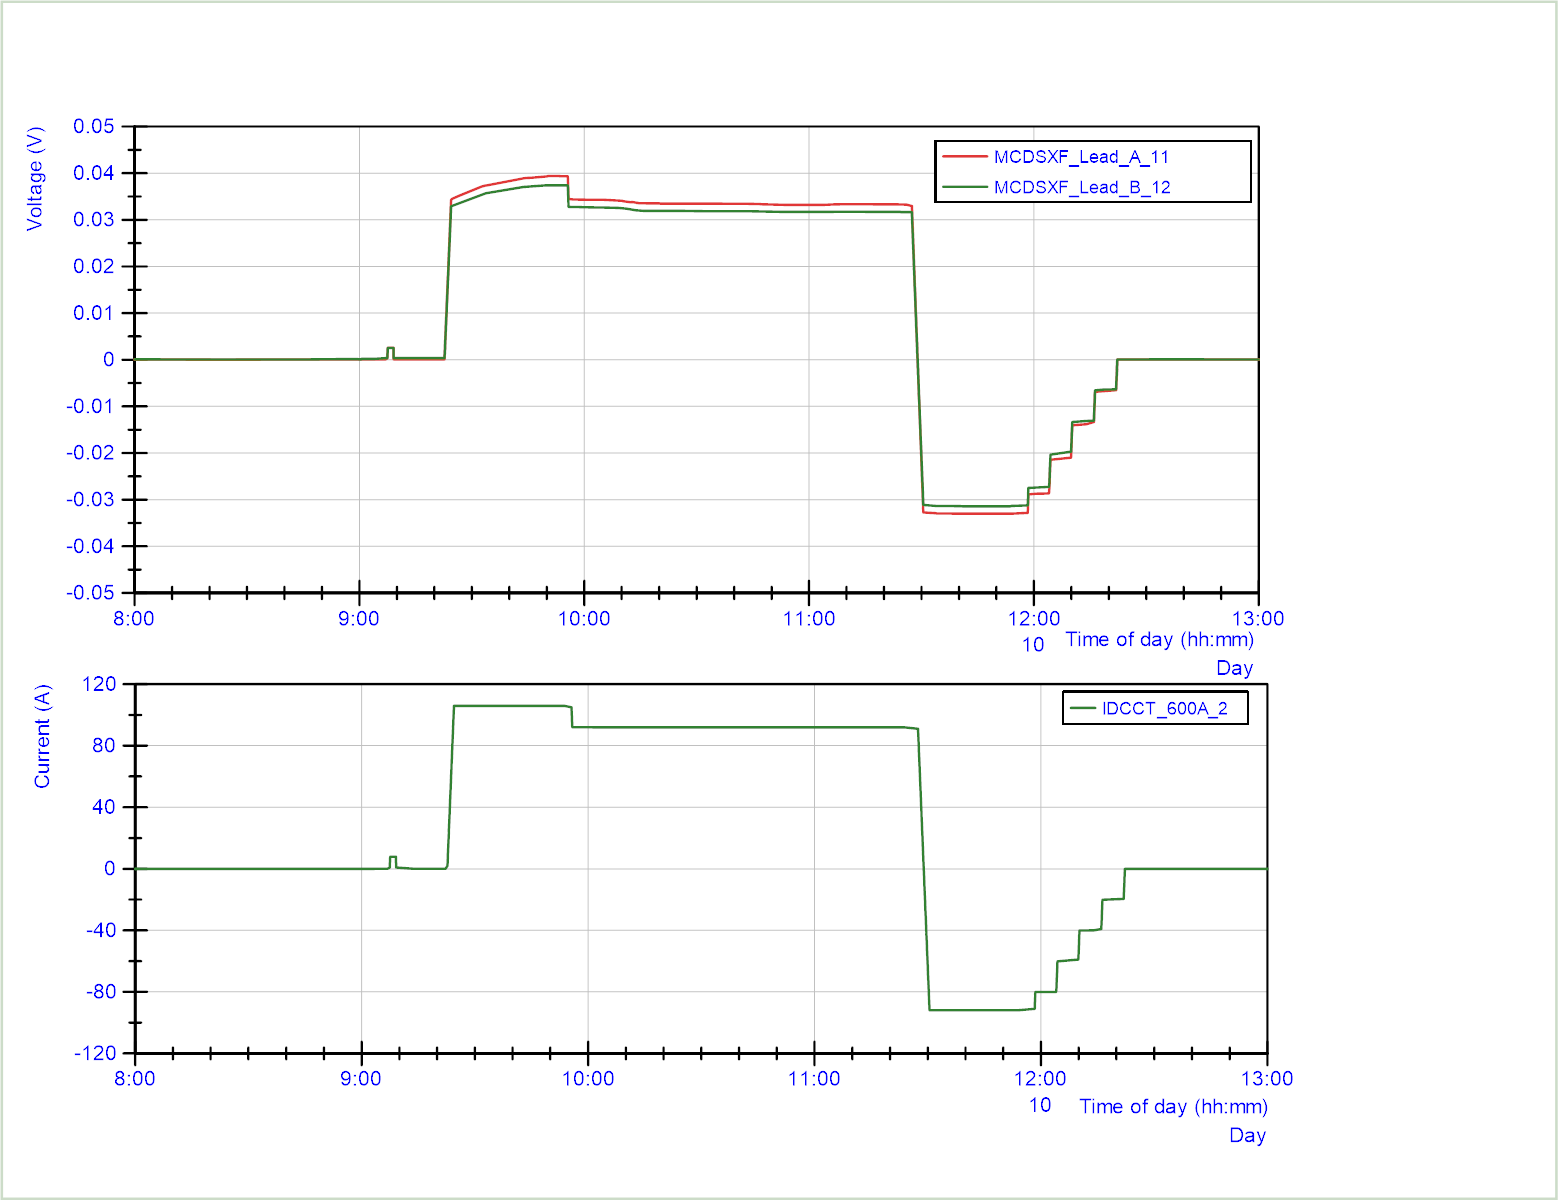 Voltage (V)
0.05
0.04
0.03
0.02
0.01
0
-0.01
-0.02
-0.03
-0.04
-0.05
MCDSXF_Lead_A_11
MCDSXF_Lead_B_12
8:00 9:00 10:00 11:00 12:00 13:00
10 Time of day (hh:mm)
Day
Current (A)
120
80
40
0
-40
-80
-120
IDCCT_600A_2
8:00 9:00 10:00 11:00 12:00 13:00
10 Time of day (hh:mm)
Day